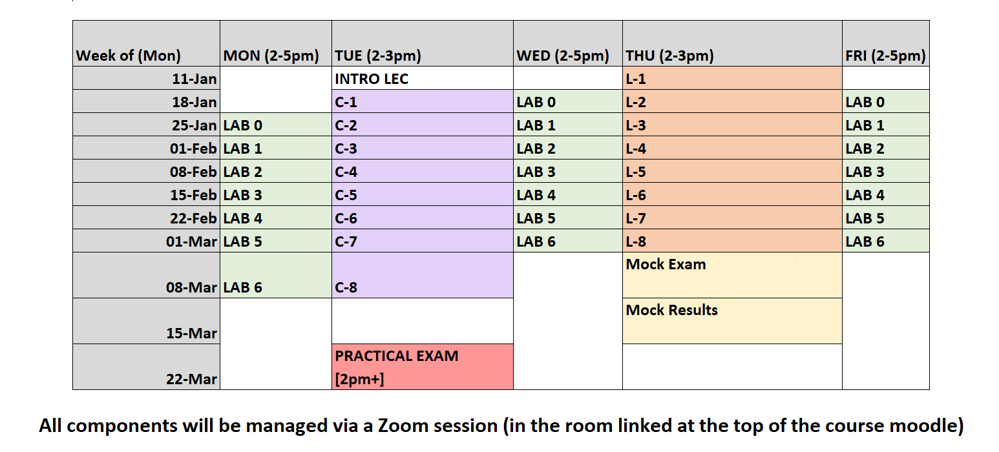 Week of (Mon) MON (2-5pm) TUE (2-3pm) WED (2-5pm) THU (2-3pm) FRI (2-5pm)
11-Jan INTRO LEC L-1
18-Jan C-1 LAB 0 L-2 LAB 0
25-Jan LAB 0 C-2 LAB 1 L-3 LAB 1
01-Feb LAB 1 C-3 LAB 2 L-4 LAB 2
08-Feb LAB 2 C-4 LAB 3 L-5 LAB 3
15-Feb LAB 3 C-5 LAB 4 L-6 LAB 4
22-Feb LAB 4 C-6 LAB 5 L-7 LAB 5
01-Mar LAB 5 C-7 LAB 6 L-8 LAB 6
Mock Exam
08-Mar LAB 6 C-8
Mock Results
15-Mar
PRACTICAL EXAM
22-Mar [2pm+]
All components will be managed via a Zoom session (in the room linked at the top of the course moodle)